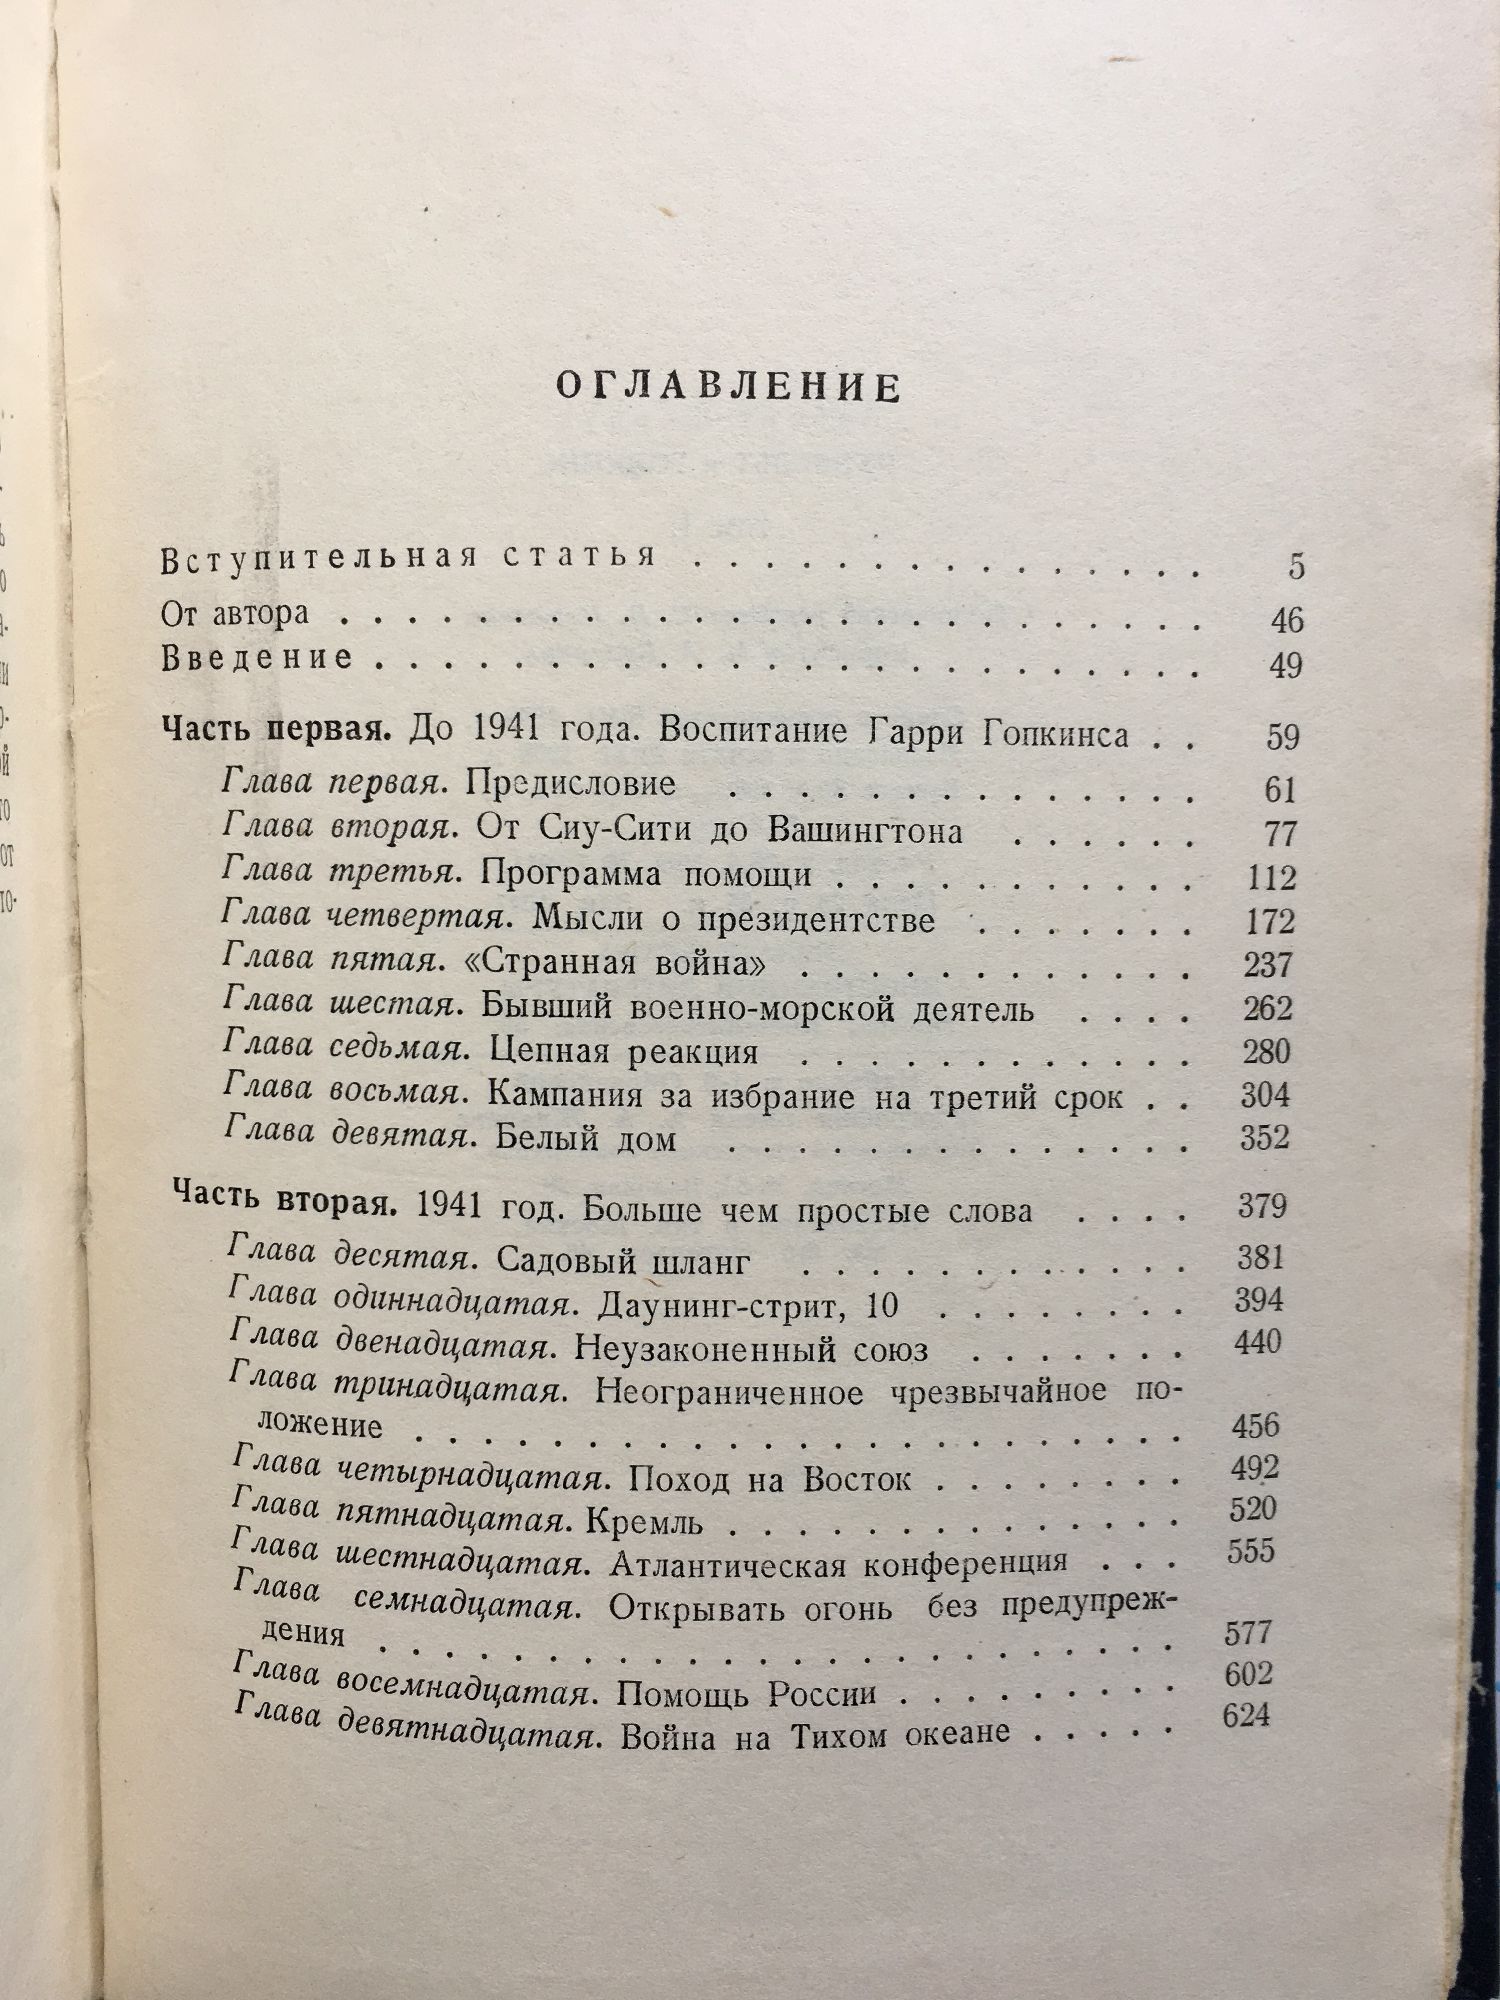 ОГЛАВЛЕНИЕ
Вступительная статья . . . . . . . . . . . . . . . 5
От автора . . . . . . . . . . . . . . . . . . . . . . . . . 46
Введение . . . . . . . . . . . . . . . . . . . . . . . . 49
Часть первая. До 1941 года. Воспитание Гарри Гопкинса . . 59
Глава первая. Предисловие . . . . . . . . . . . . . . 61
Глава вторая. От Сиу-Сити до Вашингтона . . . . . . 77
Глава третья. Программа помощи . . . . . . . . . . . 112
Глава четвертая. Мысли о президентстве . . . . . . . 172
Глава пятая. «Странная война» . . . . . . . . . . . . 237
Глава шестая. Бывший военно-морской деятель . . . . 262
Глава седьмая. Цепная реакция . . . . . . . . . . . . 280
Глава восьмая. Кампания за избрание на третий срок . . 304
Глава девятая. Белый дом . . . . . . . . . . . . . . 352
Часть вторая. 1941 год. Больше чем простые слова . . . . 379
Глава десятая. Садовый шланг . . . . . . . . . . . . 381
Глава одиннадцатая. Даунинг-стрит, 10 . . . . . . . . 394
Глава двенадцатая. Неузаконенный союз . . . . . . . 440
Глава тринадцатая. Неограниченное чрезвычайное по-
ложение . . . . . . . . . . . . . . . . . . . . . . . 456
Глава четырнадцатая. Поход на Восток . . . . . . . . 492
Глава пятнадцатая. Кремль . . . . . . . . . . . . . . 520
Глава шестнадцатая. Атлантическая конференция . . . 555
Глава семнадцатая. Открывать огонь без предупреж-
дения . . . . . . . . . . . . . . . . . . . . . . . . 577
Глава восемнадцатая. Помощь России . . . . . . . . . 602
Глава девятнадцатая. Война на Тихом океане . . . . . 624